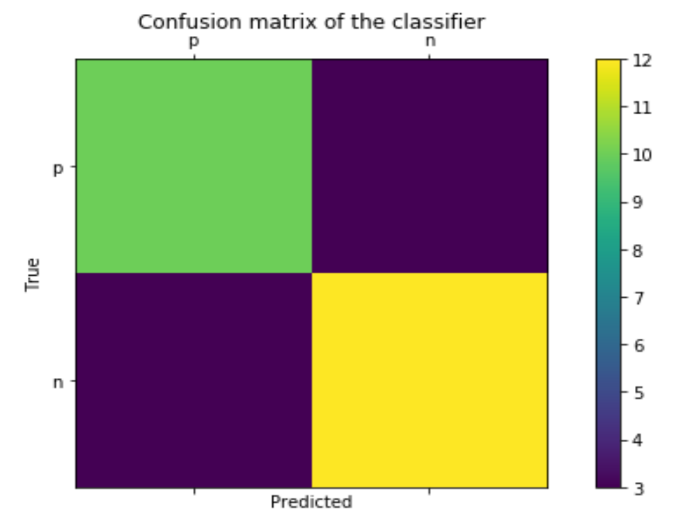 Confusion matrix of the classifier
p n
12
11
10
p
9
8
True
7
6
n
5
4
3
Predicted